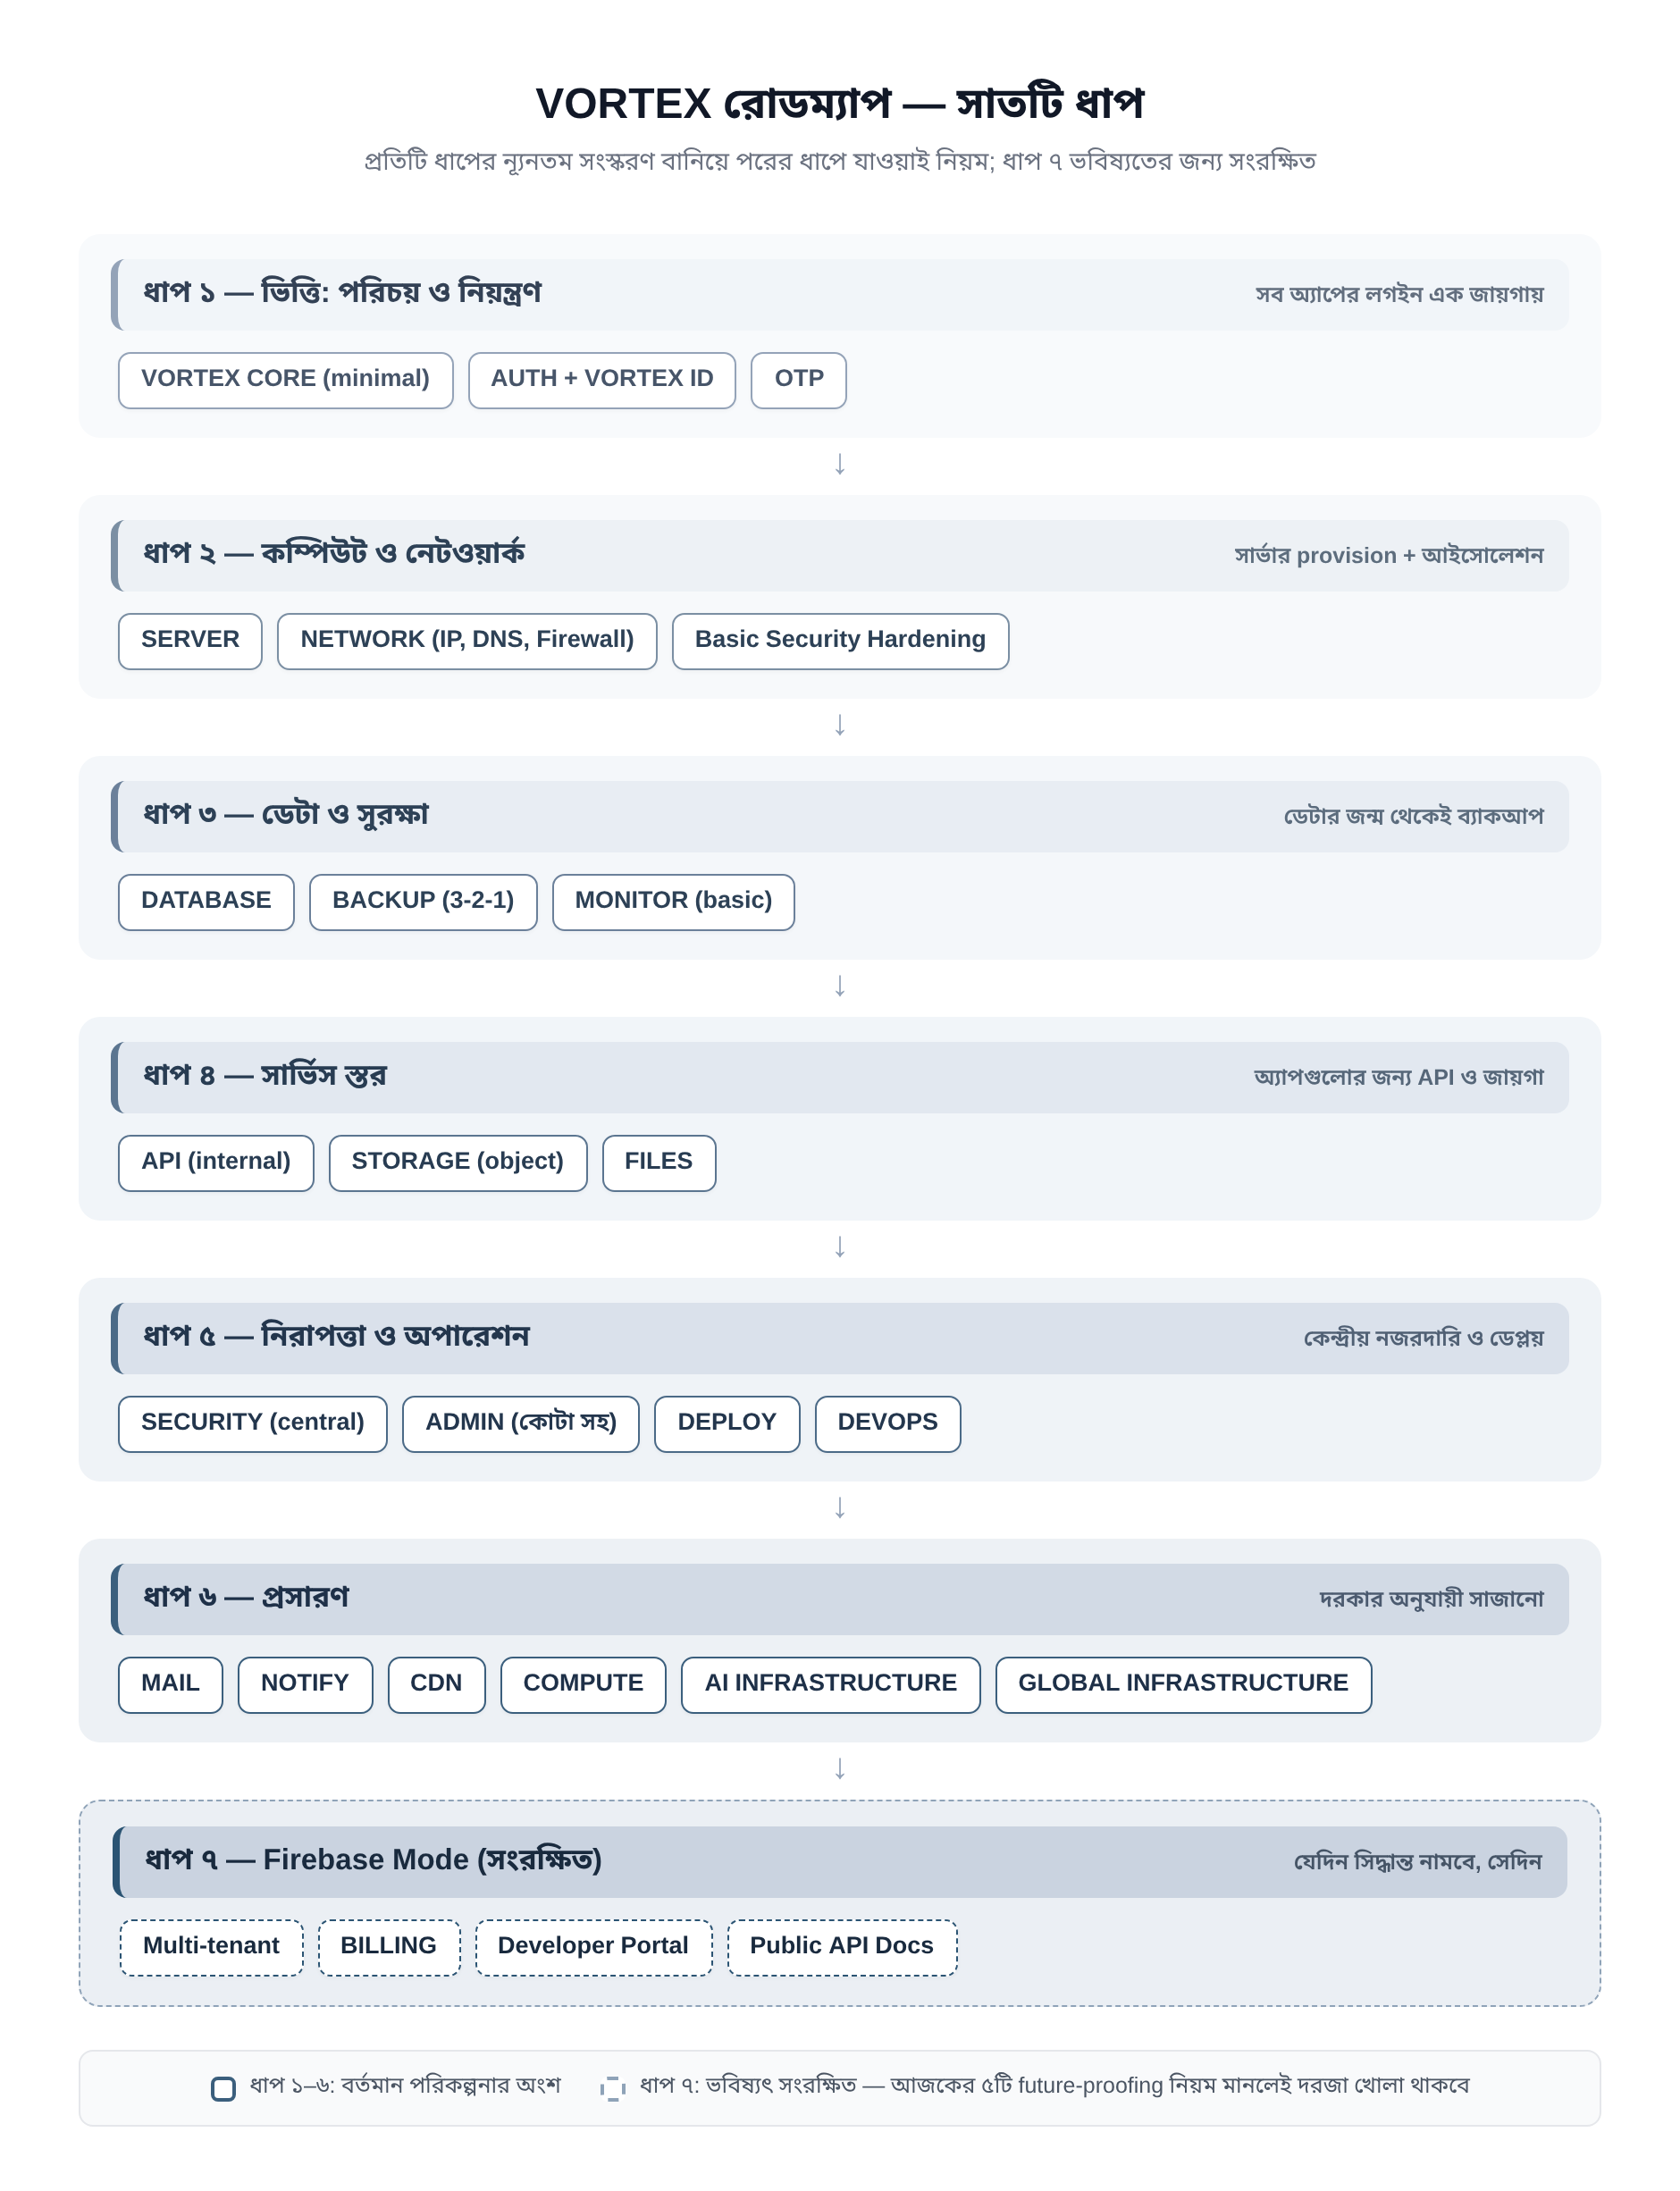 VORTEX রোডম্যাপ — সাতটি ধাপ
প্রতিটি ধাপের ন্যূনতম সংস্করণ বানিয়ে পরের ধাপে যাওয়াই নিয়ম; ধাপ ৭ ভবিষ্যতের জন্য সংরক্ষিত
ধাপ ১ — ভিত্তি: পরিচয় ও নিয়ন্ত্রণ
সব অ্যাপের লগইন এক জায়গায়
VORTEX CORE (minimal)
AUTH + VORTEX ID
OTP
↓
ধাপ ২ — কম্পিউট ও নেটওয়ার্ক
সার্ভার provision + আইসোলেশন
SERVER
NETWORK (IP, DNS, Firewall)
Basic Security Hardening
↓
ধাপ ৩ — ডেটা ও সুরক্ষা
ডেটার জন্ম থেকেই ব্যাকআপ
DATABASE
BACKUP (3-2-1)
MONITOR (basic)
↓
ধাপ ৪ — সার্ভিস স্তর
অ্যাপগুলোর জন্য API ও জায়গা
API (internal)
STORAGE (object)
FILES
↓
ধাপ ৫ — নিরাপত্তা ও অপারেশন
কেন্দ্রীয় নজরদারি ও ডেপ্লয়
SECURITY (central)
ADMIN (কোটা সহ)
DEPLOY
DEVOPS
↓
ধাপ ৬ — প্রসারণ
দরকার অনুযায়ী সাজানো
MAIL
NOTIFY
CDN
COMPUTE
AI INFRASTRUCTURE
GLOBAL INFRASTRUCTURE
↓
ধাপ ৭ — Firebase Mode (সংরক্ষিত)
যেদিন সিদ্ধান্ত নামবে, সেদিন
Multi-tenant
BILLING
Developer Portal
Public API Docs
ধাপ ১–৬: বর্তমান পরিকল্পনার অংশ
ধাপ ৭: ভবিষ্যৎ সংরক্ষিত — আজকের ৫টি future-proofing নিয়ম মানলেই দরজা খোলা থাকবে